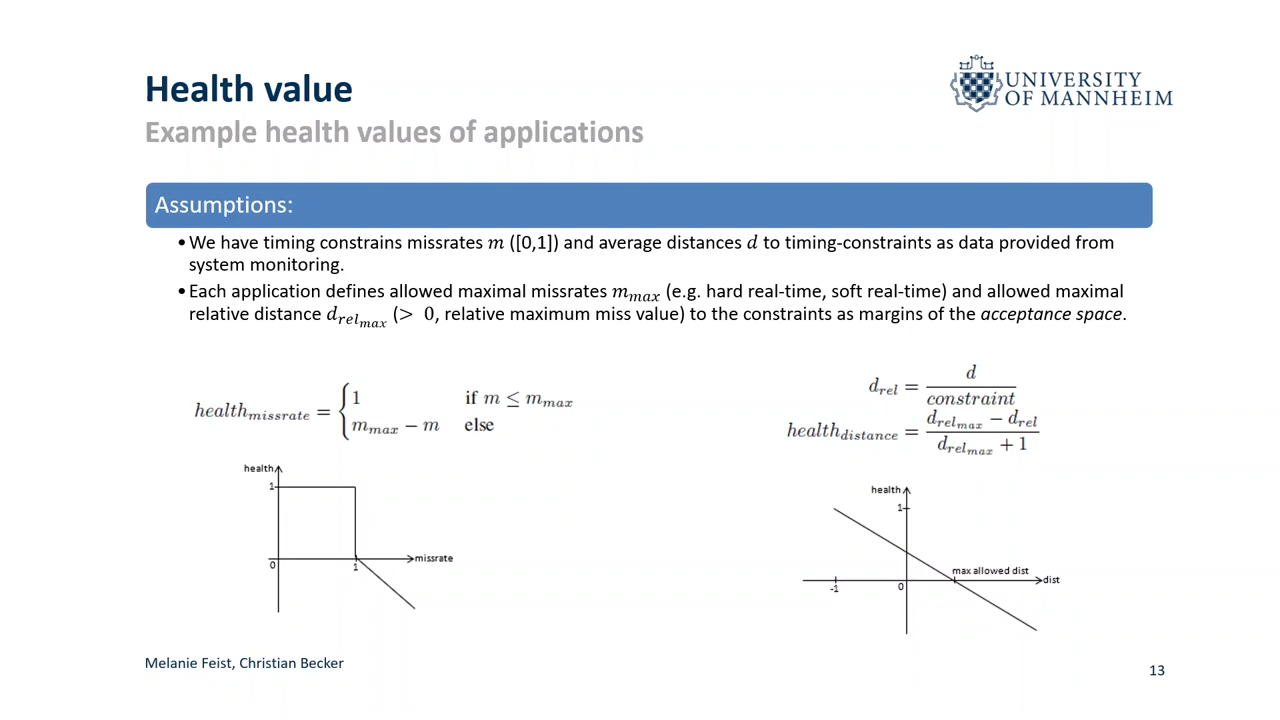 Health value
Example health values of applications
UNIVERSITY
OF MANNHEIM
Assumptions:
• We have timing constrains missrates m ([0,1]) and average distances d to timing-constraints as data provided from
system monitoring.
• Each application defines allowed maximal missrates m_max (e.g. hard real-time, soft real-time) and allowed maximal
relative distance d_rel_max (> 0, relative maximum miss value) to the constraints as margins of the acceptance space.
health_missrate = { 1 if m ≤ m_max
m_max − m else
d_rel = d / constraint
health_distance = (d_rel_max − d_rel) / (d_rel_max + 1)
health
1
0
1
missrate
health
1
max allowed dist
-1
0
dist
Melanie Feist, Christian Becker
13